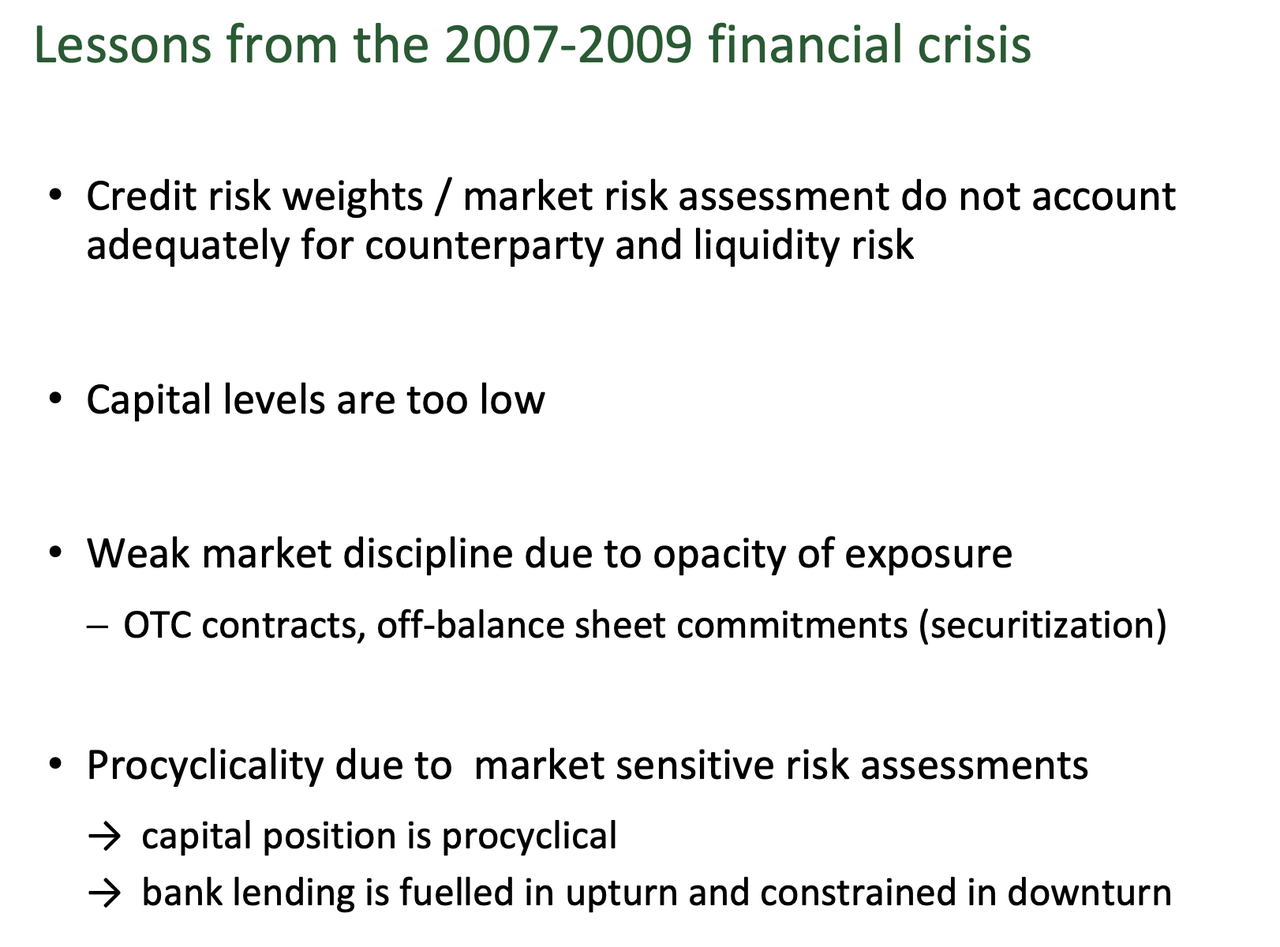 Lessons from the 2007-2009 financial crisis
• Credit risk weights / market risk assessment do not account
adequately for counterparty and liquidity risk
• Capital levels are too low
• Weak market discipline due to opacity of exposure
– OTC contracts, off-balance sheet commitments (securitization)
• Procyclicality due to  market sensitive risk assessments
→ capital position is procyclical
→ bank lending is fuelled in upturn and constrained in downturn